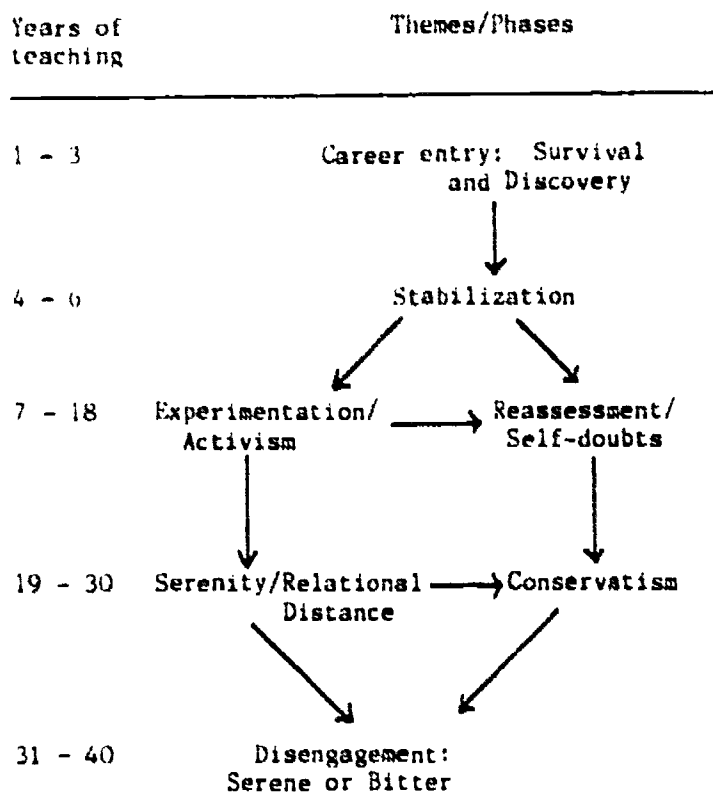 Years of teaching
Themes/Phases
1 - 3
Career entry: Survival
and Discovery
4 - 6
Stabilization
7 - 18
Experimentation/
Activism
Reassessment/
Self-doubts
19 - 30
Serenity/Relational
Distance
Conservatism
31 - 40
Disengagement:
Serene or Bitter